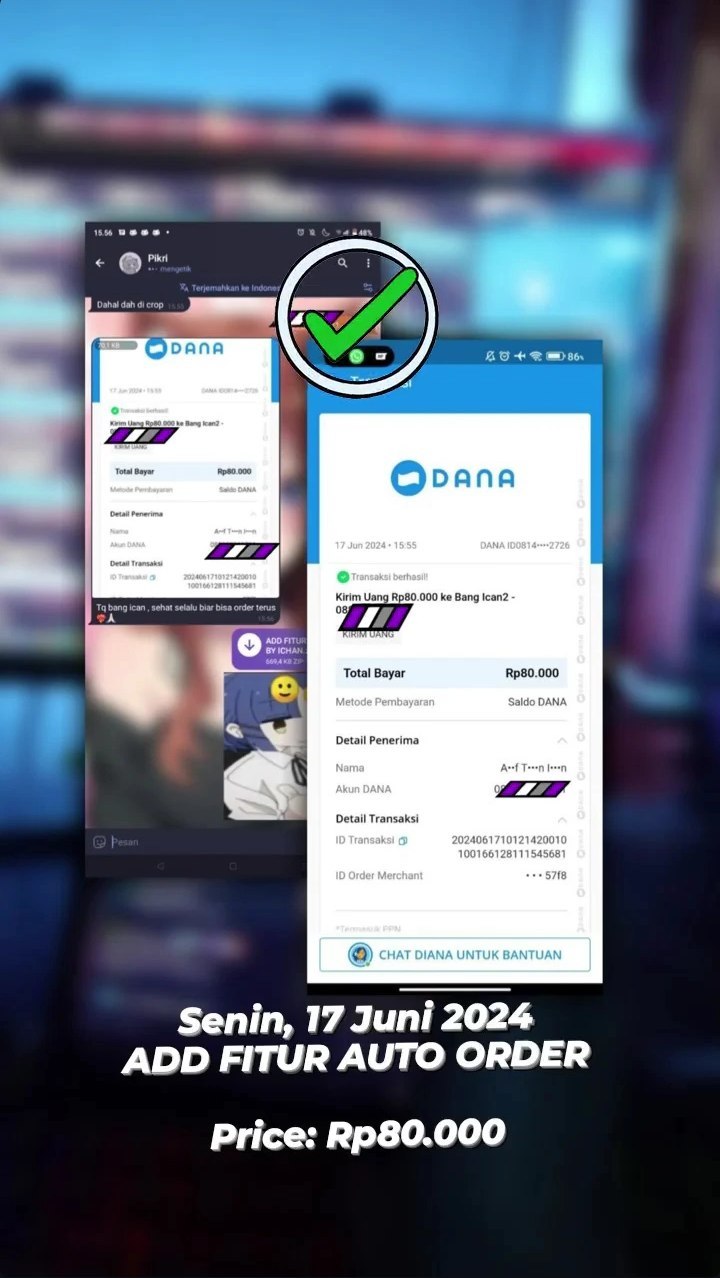 15.56
48%
Pikri
mengetik
Terjemahkan ke Indones
Dahal dah di crop 15.55
70,1 KB
DANA
17 Jun 2024 • 15:55 DANA ID0814••••2726
Transaksi berhasil!
Kirim Uang Rp80.000 ke Bang Ican2 -
KIRIM UANG
Total Bayar Rp80.000
Metode Pembayaran Saldo DANA
Detail Penerima
Nama A••f T•••n I•••n
Akun DANA
Detail Transaksi
ID Transaksi 2024061710121420010
100166128111545681
Tq bang ican , sehat selalu biar bisa order terus
15.56
ADD FITUR
BY ICHAN
669,4 KB ZIP
Pesan
86%
DANA
17 Jun 2024 • 15:55 DANA ID0814••••2726
Transaksi berhasil!
Kirim Uang Rp80.000 ke Bang Ican2 -
08
KIRIM UANG
Total Bayar Rp80.000
Metode Pembayaran Saldo DANA
Detail Penerima
Nama A••f T•••n I•••n
Akun DANA
Detail Transaksi
ID Transaksi 2024061710121420010
100166128111545681
ID Order Merchant • • • 57f8
*Termasuk PPN
CHAT DIANA UNTUK BANTUAN
Senin, 17 Juni 2024
ADD FITUR AUTO ORDER
Price: Rp80.000